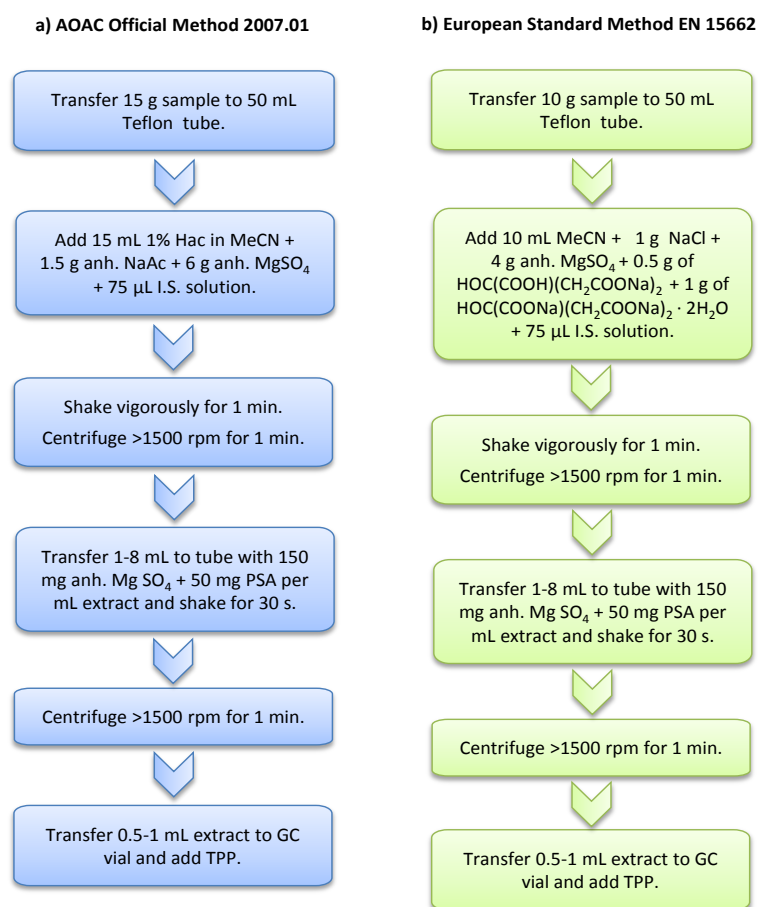 a) AOAC Official Method 2007.01
Transfer 15 g sample to 50 mL
Teflon tube.
Add 15 mL 1% Hac in MeCN +
1.5 g anh. NaAc + 6 g anh. MgSO₄
+ 75 µL I.S. solution.
Shake vigorously for 1 min.
Centrifuge >1500 rpm for 1 min.
Transfer 1-8 mL to tube with 150
mg anh. Mg SO₄ + 50 mg PSA per
mL extract and shake for 30 s.
Centrifuge >1500 rpm for 1 min.
Transfer 0.5-1 mL extract to GC
vial and add TPP.
b) European Standard Method EN 15662
Transfer 10 g sample to 50 mL
Teflon tube.
Add 10 mL MeCN + 1 g NaCl +
4 g anh. MgSO₄ + 0.5 g of
HOC(COOH)(CH₂COONa)₂ + 1 g of
HOC(COONa)(CH₂COONa)₂ · 2H₂O
+ 75 µL I.S. solution.
Shake vigorously for 1 min.
Centrifuge >1500 rpm for 1 min.
Transfer 1-8 mL to tube with 150
mg anh. Mg SO₄ + 50 mg PSA per
mL extract and shake for 30 s.
Centrifuge >1500 rpm for 1 min.
Transfer 0.5-1 mL extract to GC
vial and add TPP.